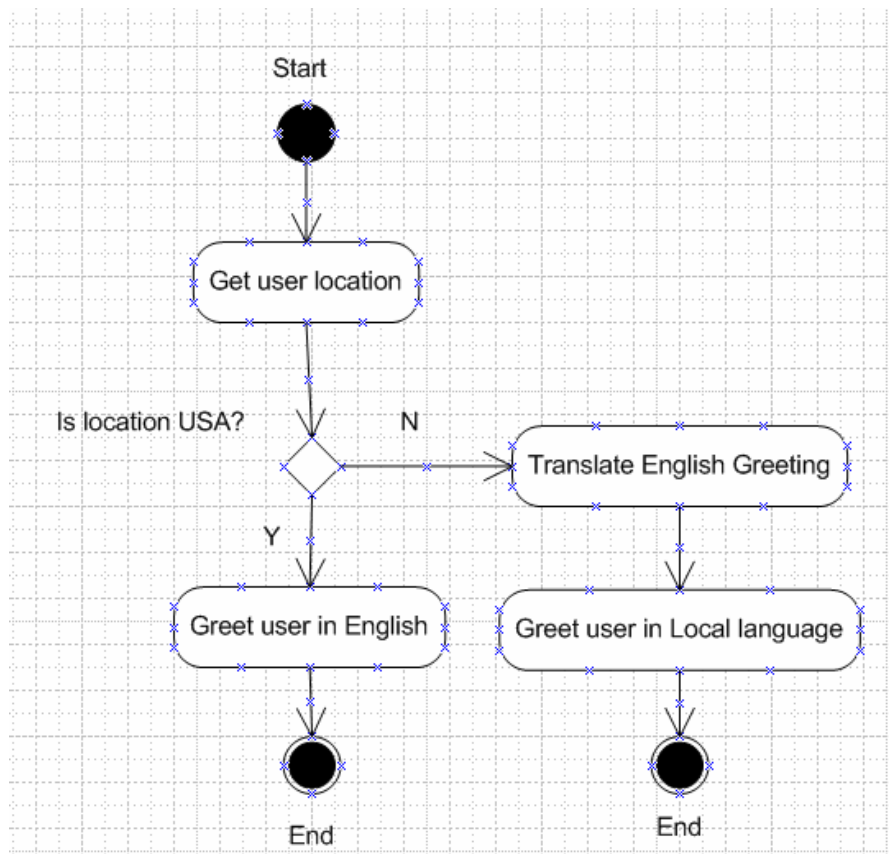 Start
Get user location
Is location USA?
N
Translate English Greeting
Y
Greet user in English
Greet user in Local language
End
End